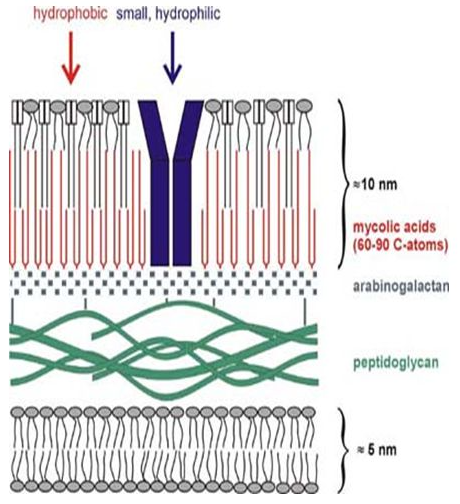 hydrophobic small, hydrophilic
≈10 nm
mycolic acids
(60-90 C-atoms)
arabinogalactan
peptidoglycan
≈ 5 nm